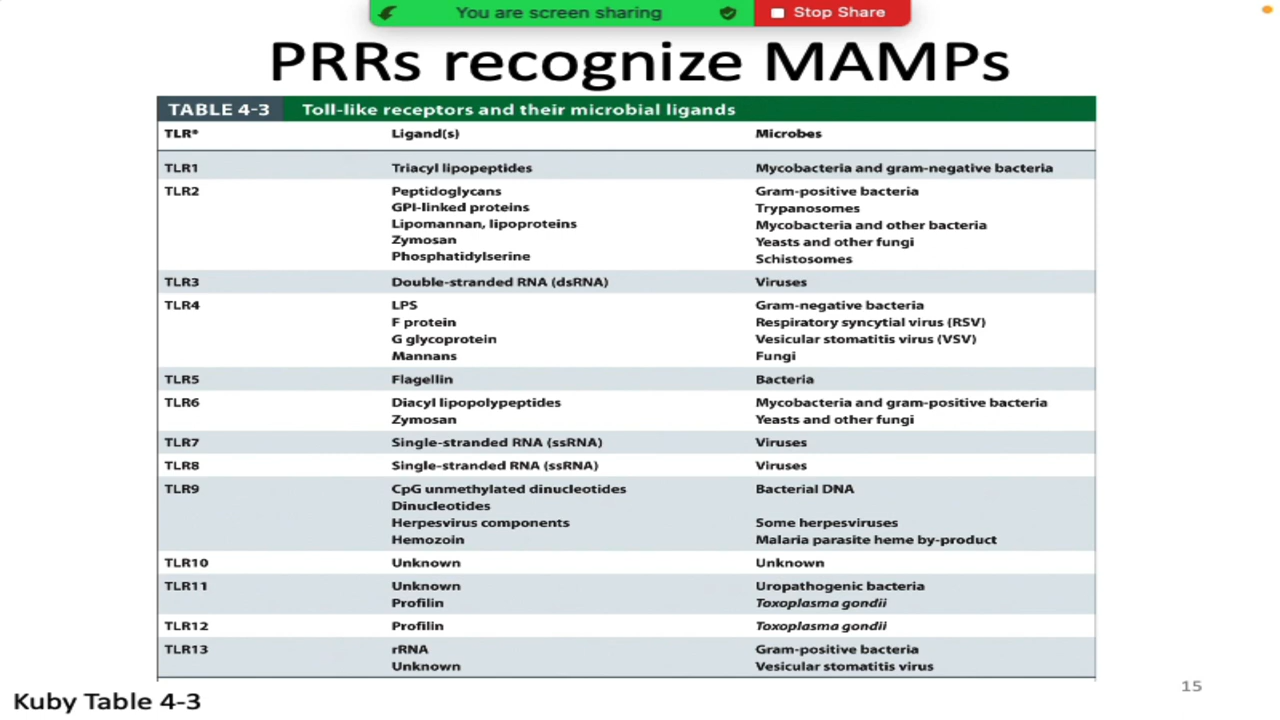 You are screen sharing Stop Share
PRRs recognize MAMPs
TABLE 4-3 Toll-like receptors and their microbial ligands
TLR* Ligand(s) Microbes
TLR1 Triacyl lipopeptides Mycobacteria and gram-negative bacteria
TLR2 Peptidoglycans Gram-positive bacteria
GPI-linked proteins Trypanosomes
Lipomannan, lipoproteins Mycobacteria and other bacteria
Zymosan Yeasts and other fungi
Phosphatidylserine Schistosomes
TLR3 Double-stranded RNA (dsRNA) Viruses
TLR4 LPS Gram-negative bacteria
F protein Respiratory syncytial virus (RSV)
G glycoprotein Vesicular stomatitis virus (VSV)
Mannans Fungi
TLR5 Flagellin Bacteria
TLR6 Diacyl lipopolypeptides Mycobacteria and gram-positive bacteria
Zymosan Yeasts and other fungi
TLR7 Single-stranded RNA (ssRNA) Viruses
TLR8 Single-stranded RNA (ssRNA) Viruses
TLR9 CpG unmethylated dinucleotides Bacterial DNA
Dinucleotides
Herpesvirus components Some herpesviruses
Hemozoin Malaria parasite heme by-product
TLR10 Unknown Unknown
TLR11 Unknown Uropathogenic bacteria
Profilin Toxoplasma gondii
TLR12 Profilin Toxoplasma gondii
TLR13 rRNA Gram-positive bacteria
Unknown Vesicular stomatitis virus
15
Kuby Table 4-3